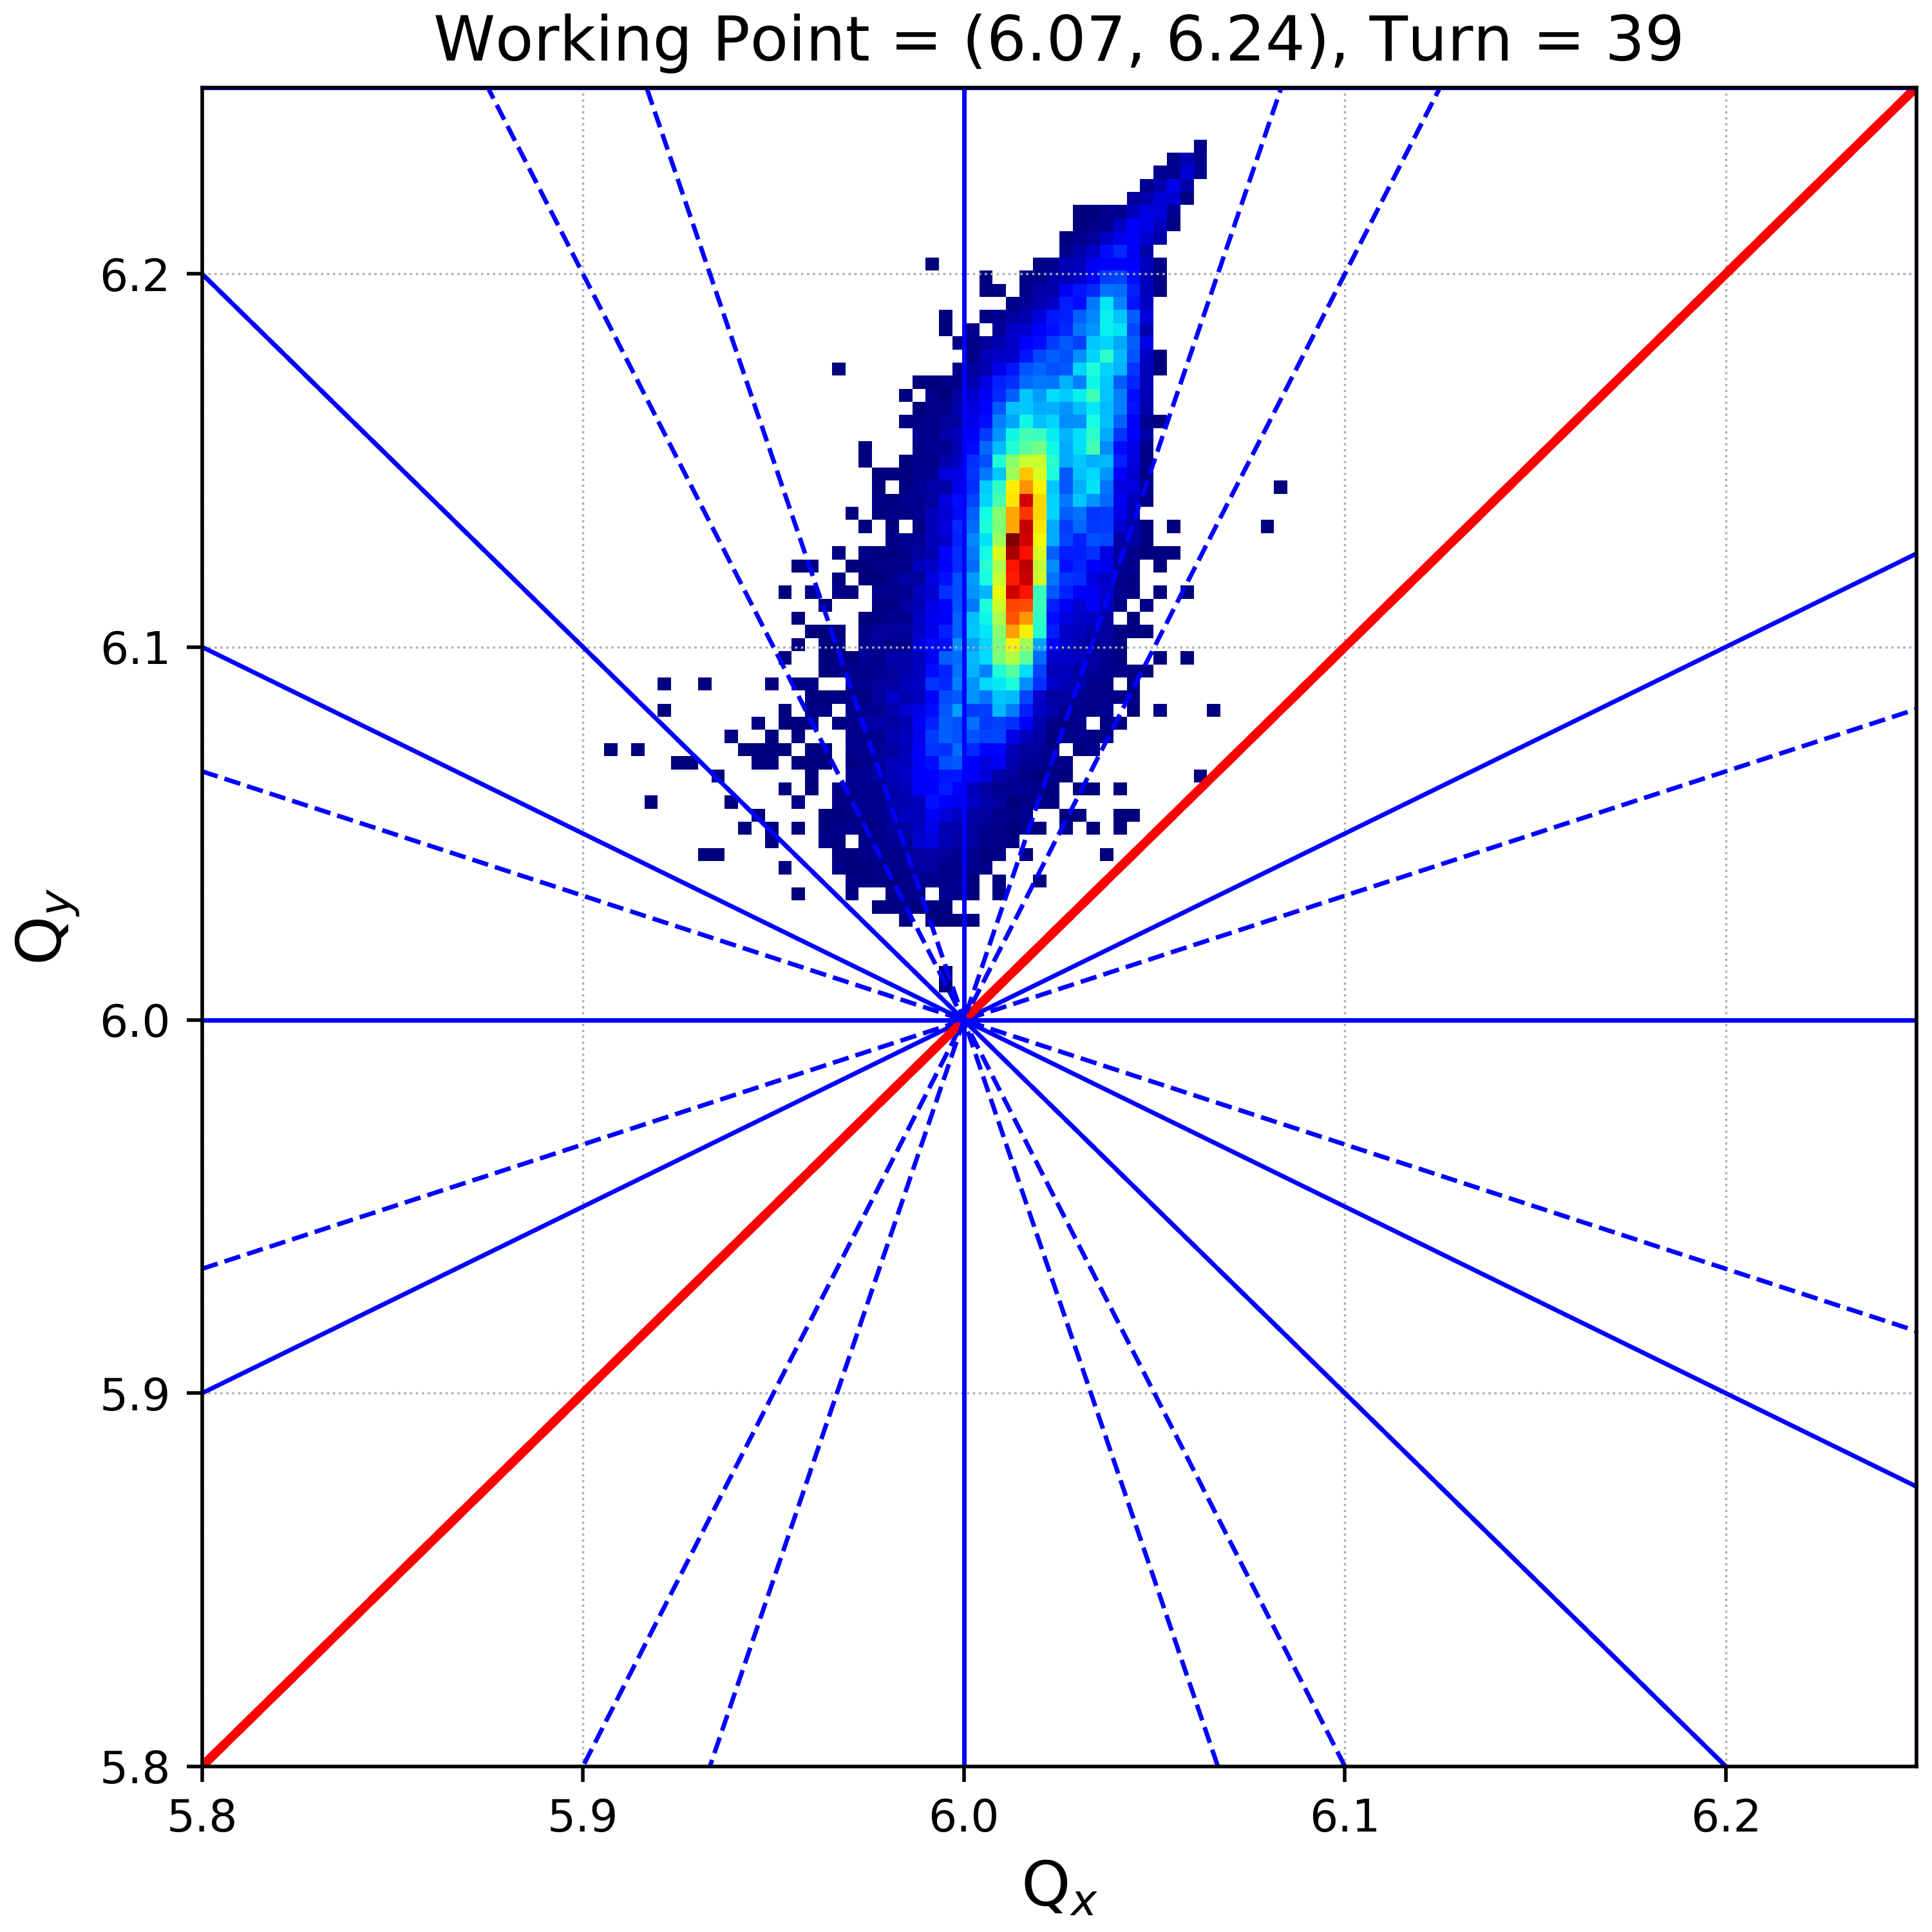 Working Point = (6.07, 6.24), Turn = 39
6.2
6.1
6.0
5.9
5.8
Qy
5.8 5.9 6.0 6.1 6.2
Qx